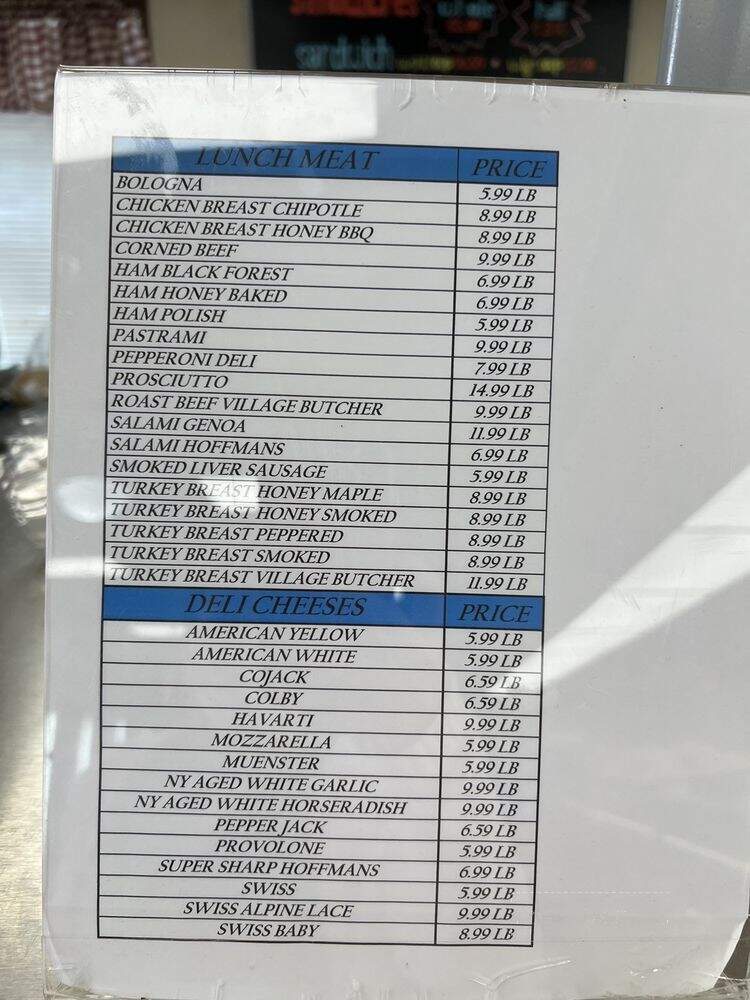 sandwich
LUNCH MEAT PRICE
BOLOGNA 5.99 LB
CHICKEN BREAST CHIPOTLE 8.99 LB
CHICKEN BREAST HONEY BBQ 8.99 LB
CORNED BEEF 9.99 LB
HAM BLACK FOREST 6.99 LB
HAM HONEY BAKED 6.99 LB
HAM POLISH 5.99 LB
PASTRAMI 9.99 LB
PEPPERONI DELI 7.99 LB
PROSCIUTTO 14.99 LB
ROAST BEEF VILLAGE BUTCHER 9.99 LB
SALAMI GENOA 11.99 LB
SALAMI HOFFMANS 6.99 LB
SMOKED LIVER SAUSAGE 5.99 LB
TURKEY BREAST HONEY MAPLE 8.99 LB
TURKEY BREAST HONEY SMOKED 8.99 LB
TURKEY BREAST PEPPERED 8.99 LB
TURKEY BREAST SMOKED 8.99 LB
TURKEY BREAST VILLAGE BUTCHER 11.99 LB
DELI CHEESES PRICE
AMERICAN YELLOW 5.99 LB
AMERICAN WHITE 5.99 LB
COJACK 6.59 LB
COLBY 6.59 LB
HAVARTI 9.99 LB
MOZZARELLA 5.99 LB
MUENSTER 5.99 LB
NY AGED WHITE GARLIC 9.99 LB
NY AGED WHITE HORSERADISH 9.99 LB
PEPPER JACK 6.59 LB
PROVOLONE 5.99 LB
SUPER SHARP HOFFMANS 6.99 LB
SWISS 5.99 LB
SWISS ALPINE LACE 9.99 LB
SWISS BABY 8.99 LB